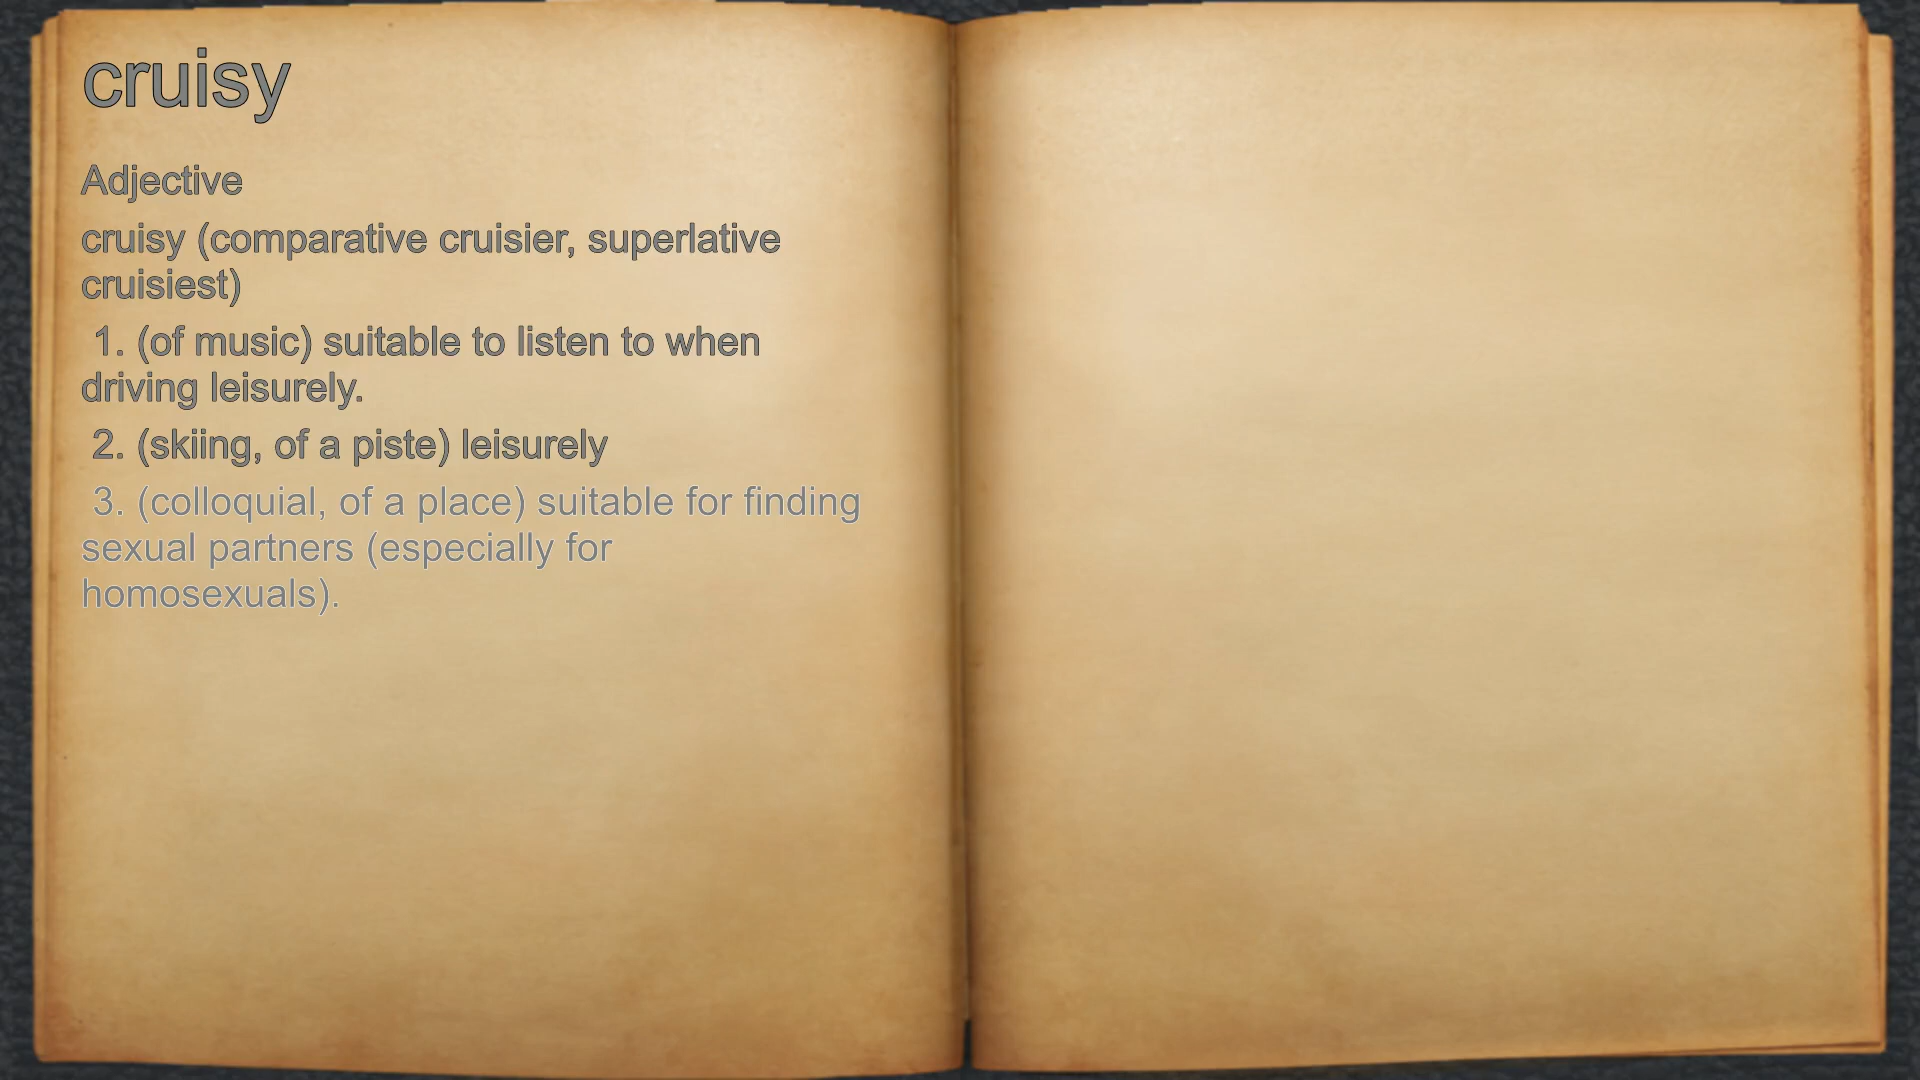 cruisy
Adjective
cruisy (comparative cruisier, superlative
cruisiest)
1. (of music) suitable to listen to when
driving leisurely.
2. (skiing, of a piste) leisurely
3. (colloquial, of a place) suitable for finding
sexual partners (especially for
homosexuals).